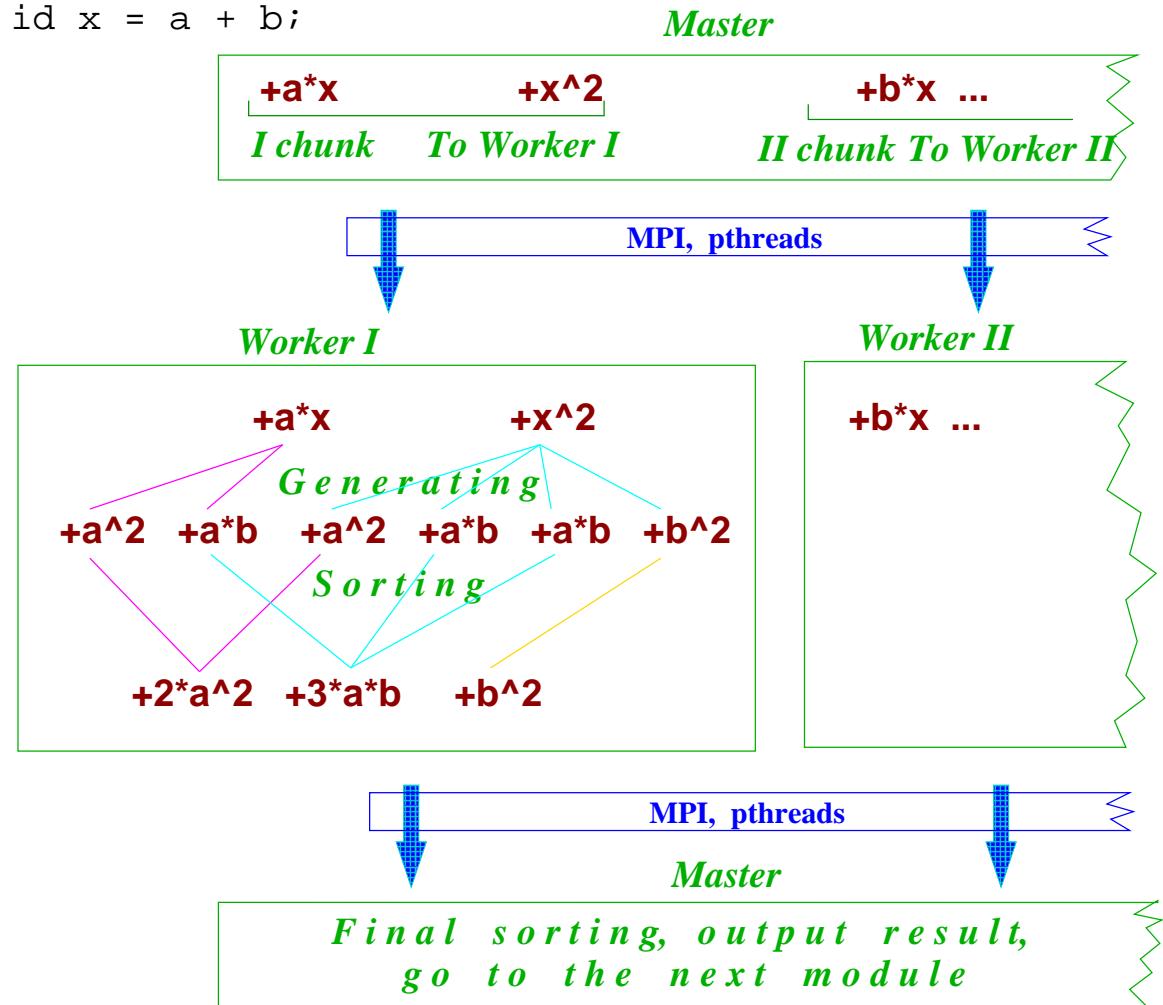 id x = a + b;
Master
+a*x +x^2 +b*x ...
I chunk To Worker I II chunk To Worker II
MPI, pthreads
Worker I Worker II
+a*x +x^2 +b*x ...
Generating
+a^2 +a*b +a^2 +a*b +a*b +b^2
Sorting
+2*a^2 +3*a*b +b^2
MPI, pthreads
Master
Final sorting, output result,
go to the next module